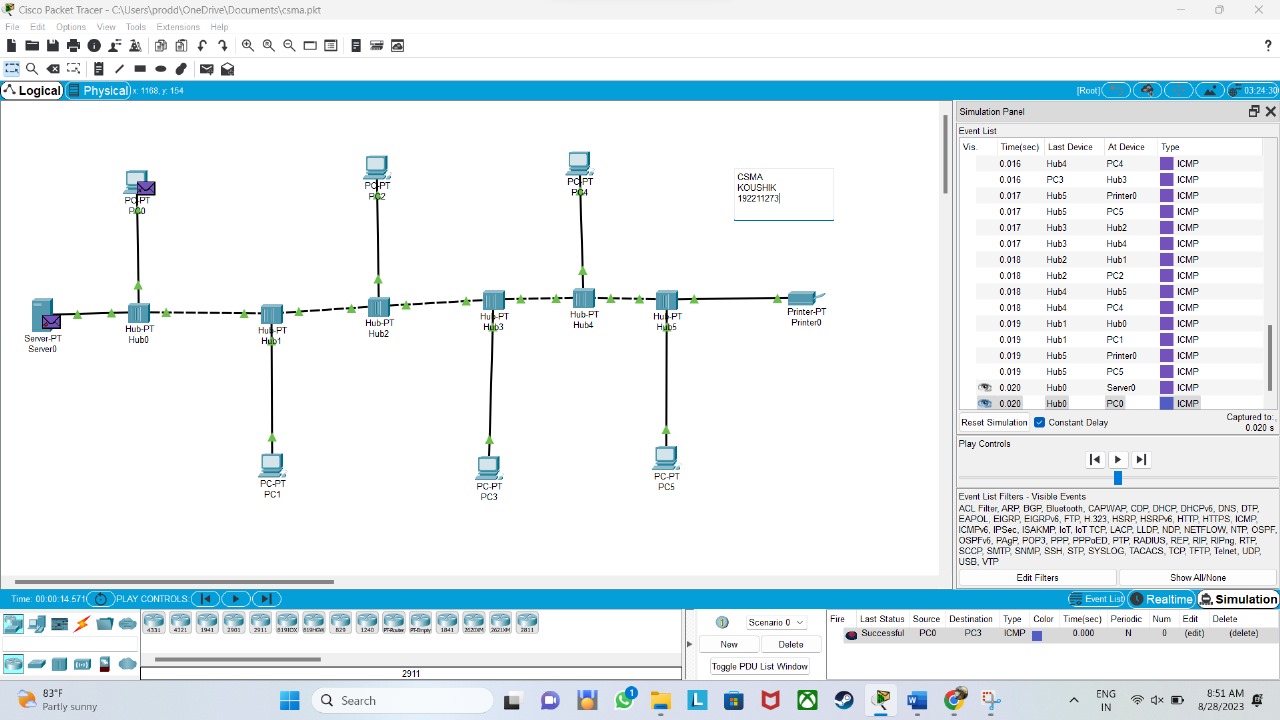 Cisco Packet Tracer - C:\Users\prodd\OneDrive\Documents\csma.pkt
File Edit Options View Tools Extensions Help
?
Logical Physical x: 1168, y: 154 [Root] 03:24:30
PC-PT
PC0
PC-PT
PC2
PC-PT
PC4
CSMA
KOUSHIK
192211273
Server-PT
Server0
Hub-PT
Hub0
Hub-PT
Hub1
Hub-PT
Hub2
Hub-PT
Hub3
Hub-PT
Hub4
Hub-PT
Hub5
Printer-PT
Printer0
PC-PT
PC1
PC-PT
PC3
PC-PT
PC5
Simulation Panel
Event List
Vis. Time(sec) Last Device At Device Type
0.016 Hub4 PC4 ICMP
0.016 PC3 Hub3 ICMP
0.017 Hub5 Printer0 ICMP
0.017 Hub5 PC5 ICMP
0.017 Hub3 Hub2 ICMP
0.017 Hub3 Hub4 ICMP
0.018 Hub2 Hub1 ICMP
0.018 Hub2 PC2 ICMP
0.018 Hub4 Hub5 ICMP
0.018 Hub4 PC4 ICMP
0.019 Hub1 Hub0 ICMP
0.019 Hub1 PC1 ICMP
0.019 Hub5 Printer0 ICMP
0.019 Hub5 PC5 ICMP
0.020 Hub0 Server0 ICMP
0.020 Hub0 PC0 ICMP
Reset Simulation Constant Delay Captured to:
0.020 s
Play Controls
Event List Filters - Visible Events
ACL Filter, ARP, BGP, Bluetooth, CAPWAP, CDP, DHCP, DHCPv6, DNS, DTP,
EAPOL, EIGRP, EIGRPv6, FTP, H.323, HSRP, HSRPv6, HTTP, HTTPS, ICMP,
ICMPv6, IPSec, ISAKMP, IoT, IoT TCP, LACP, LLDP, NDP, NETFLOW, NTP, OSPF,
OSPFv6, PAgP, POP3, PPP, PPPoED, PTP, RADIUS, REP, RIP, RIPng, RTP,
SCCP, SMTP, SNMP, SSH, STP, SYSLOG, TACACS, TCP, TFTP, Telnet, UDP,
USB, VTP
Edit Filters Show All/None
Time: 00:00:14.571 PLAY CONTROLS: Event List Realtime Simulation
4331 4321 1941 2901 2911 819IOX 819HGW 829 1240 PT-Router PT-Empty 1841 2620XM 2621XM 2811
2911
Scenario 0
New Delete
Toggle PDU List Window
Fire Last Status Source Destination Type Color Time(sec) Periodic Num Edit Delete
Successful PC0 PC3 ICMP 0.000 N 0 (edit) (delete)
83°F
Partly sunny
Search
1
ENG
IN
8:51 AM
8/28/2023